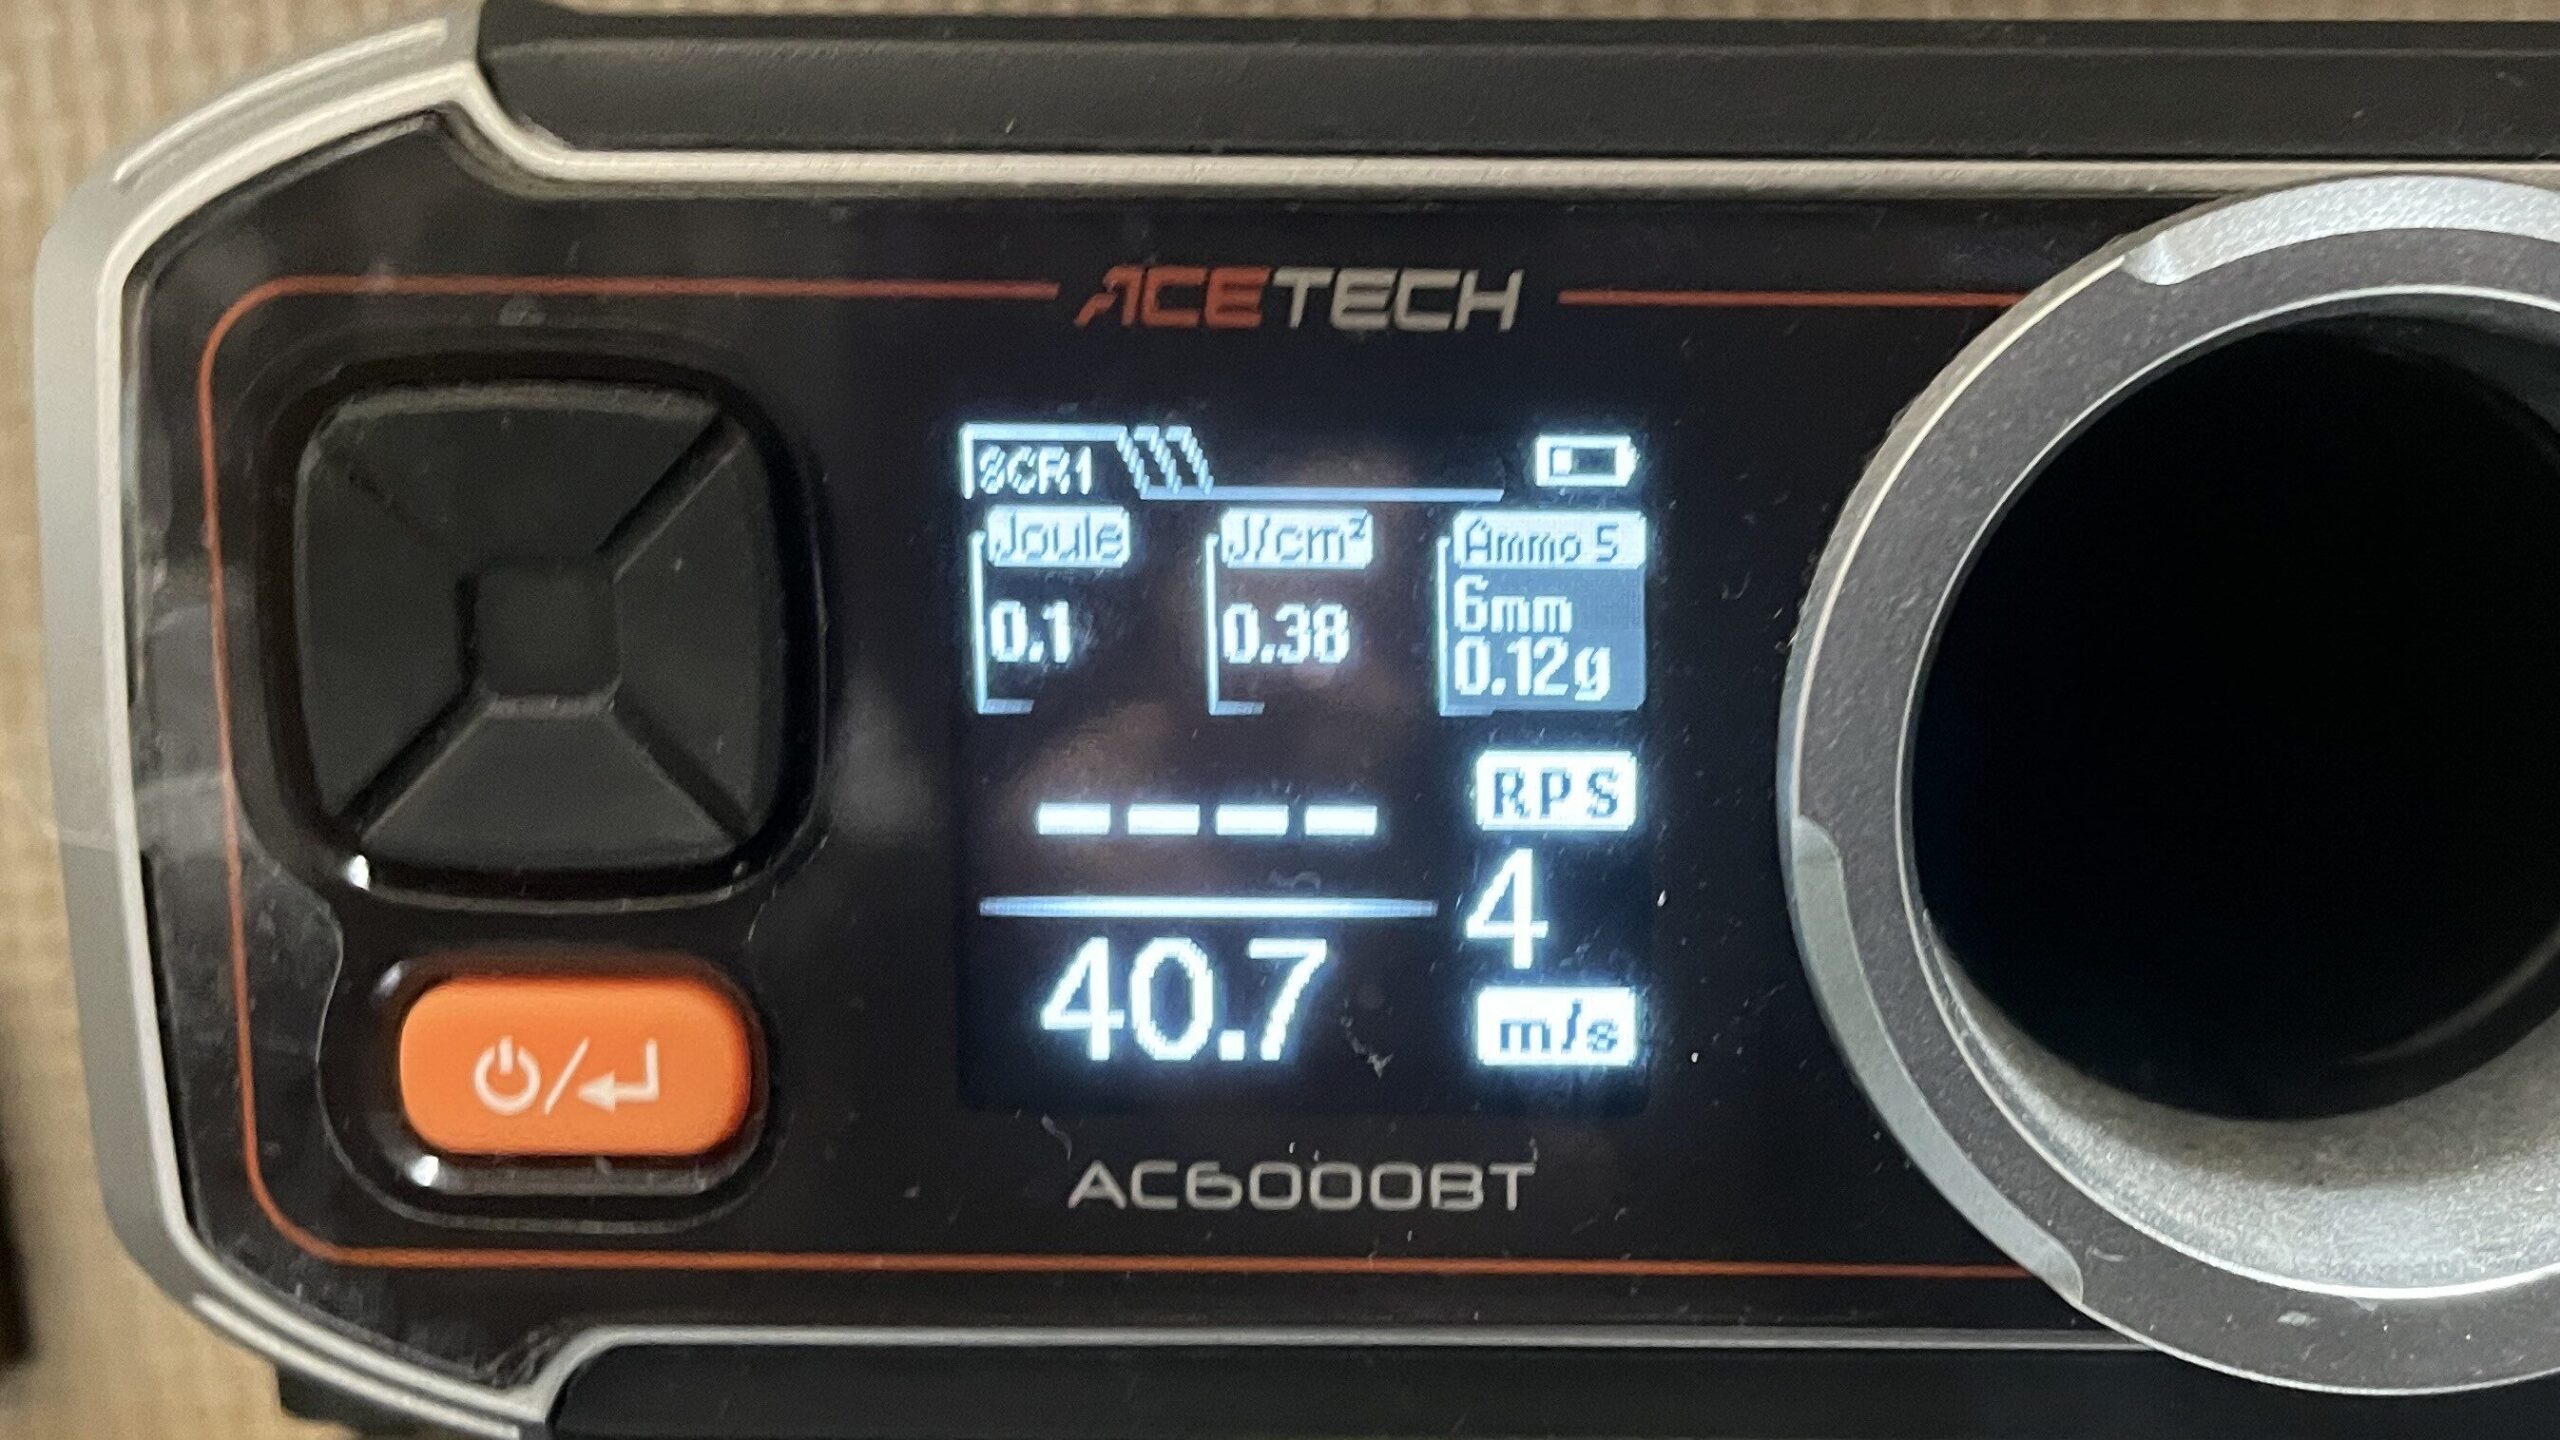 ACETECH
SCR1
Joule
J/cm²
Ammo 5
0.1
0.38
6mm
0.12g
----
RPS
4
40.7
m/s
AC6000BT